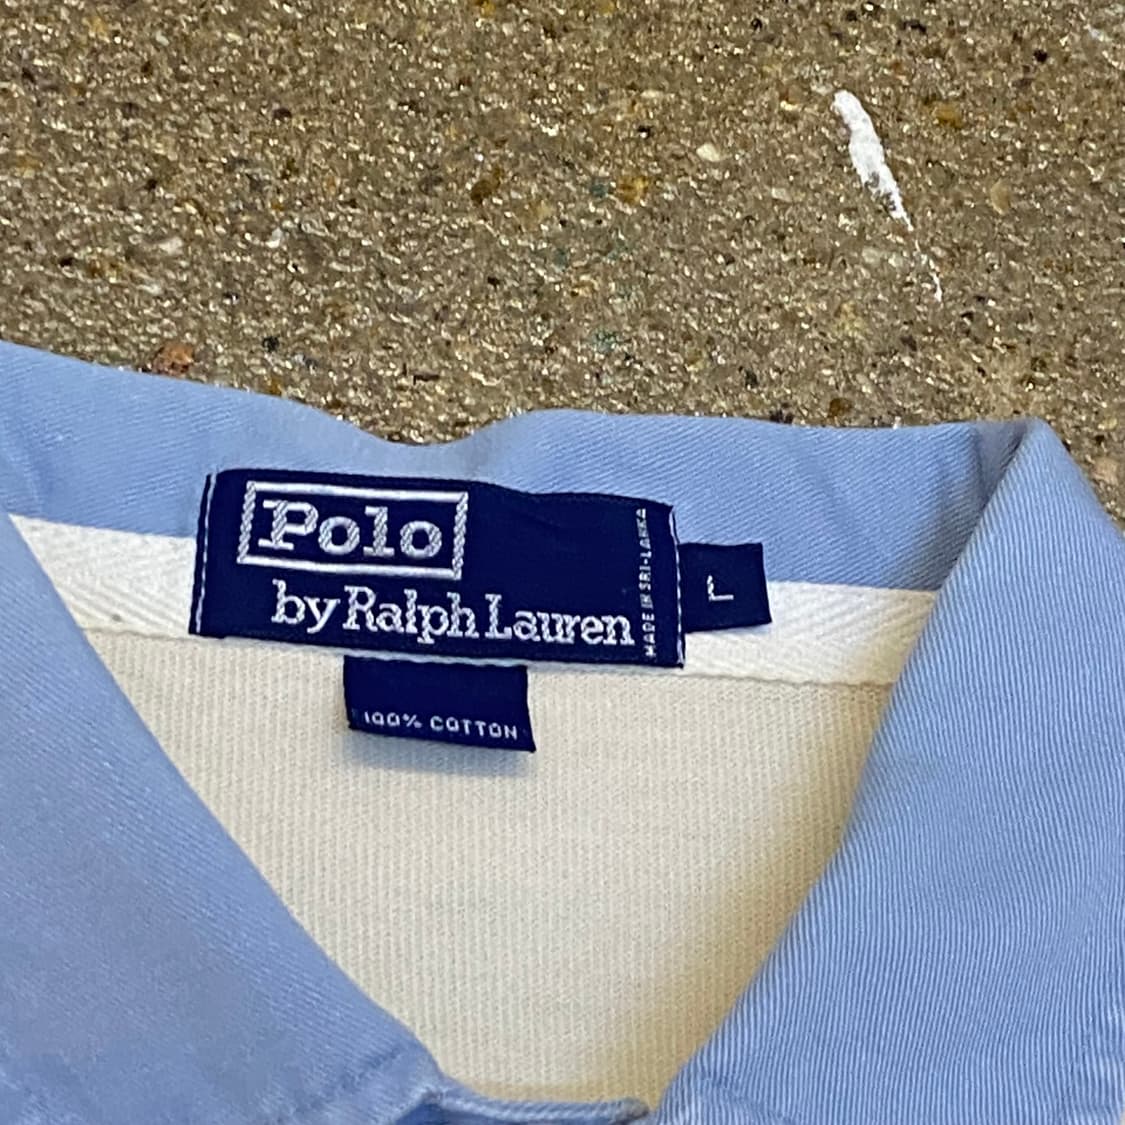 Polo
by Ralph Lauren
MADE IN SRI-LANKA
L
100% COTTON